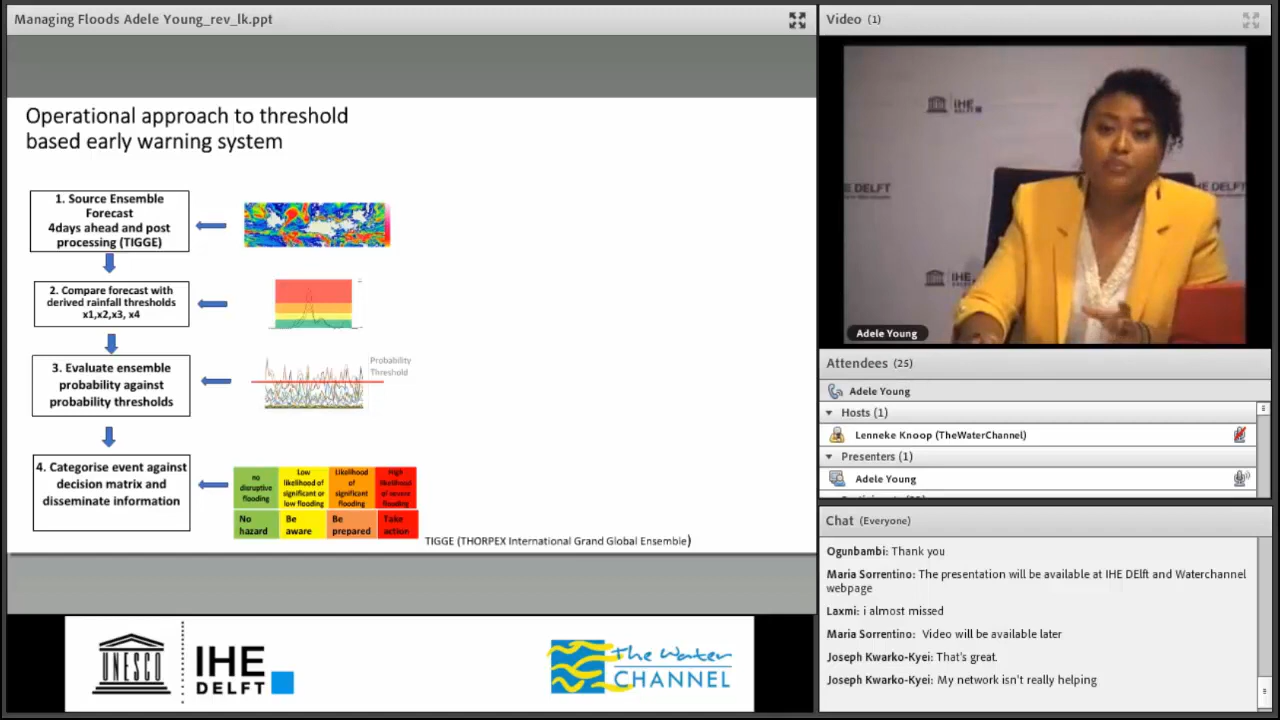 Managing Floods Adele Young_rev_lk.ppt
Operational approach to threshold
based early warning system
1. Source Ensemble
Forecast
4days ahead and post
processing (TIGGE)
2. Compare forecast with
derived rainfall thresholds
x1,x2,x3, x4
3. Evaluate ensemble
probability against
probability thresholds
Probability
Threshold
4. Categorise event against
decision matrix and
disseminate information
no
disruptive
flooding
Low
likelihood of
significant or
low flooding
Likelihood
of
significant
flooding
High
likelihood
of severe
flooding
No
hazard
Be
aware
Be
prepared
Take
action
TIGGE (THORPEX International Grand Global Ensemble)
UNESCO
IHE
DELFT
The Water
CHANNEL
Video (1)
IHE
DELFT
IHE DELFT
IHE DELFT
IHE
Adele Young
Attendees (25)
Adele Young
Hosts (1)
Lenneke Knoop (TheWaterChannel)
Presenters (1)
Adele Young
Chat (Everyone)
Ogunbambi: Thank you
Maria Sorrentino: The presentation will be available at IHE DElft and Waterchannel
webpage
Laxmi: i almost missed
Maria Sorrentino: Video will be available later
Joseph Kwarko-Kyei: That's great.
Joseph Kwarko-Kyei: My network isn't really helping